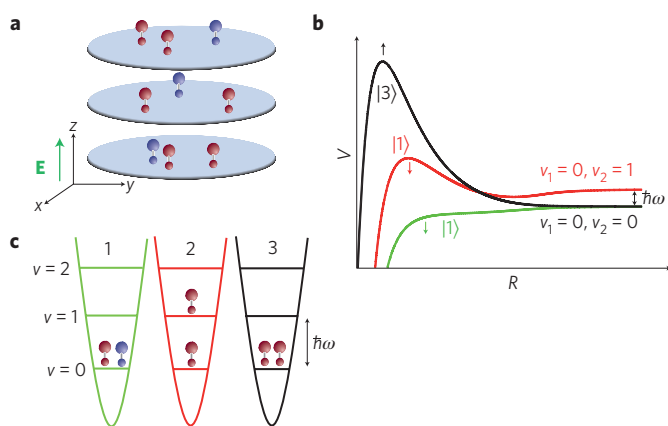 a
z
E
y
x
b
V
|3⟩
|1⟩
|1⟩
v₁ = 0, v₂ = 1
ħω
v₁ = 0, v₂ = 0
R
c
1
2
3
v = 2
v = 1
v = 0
ħω